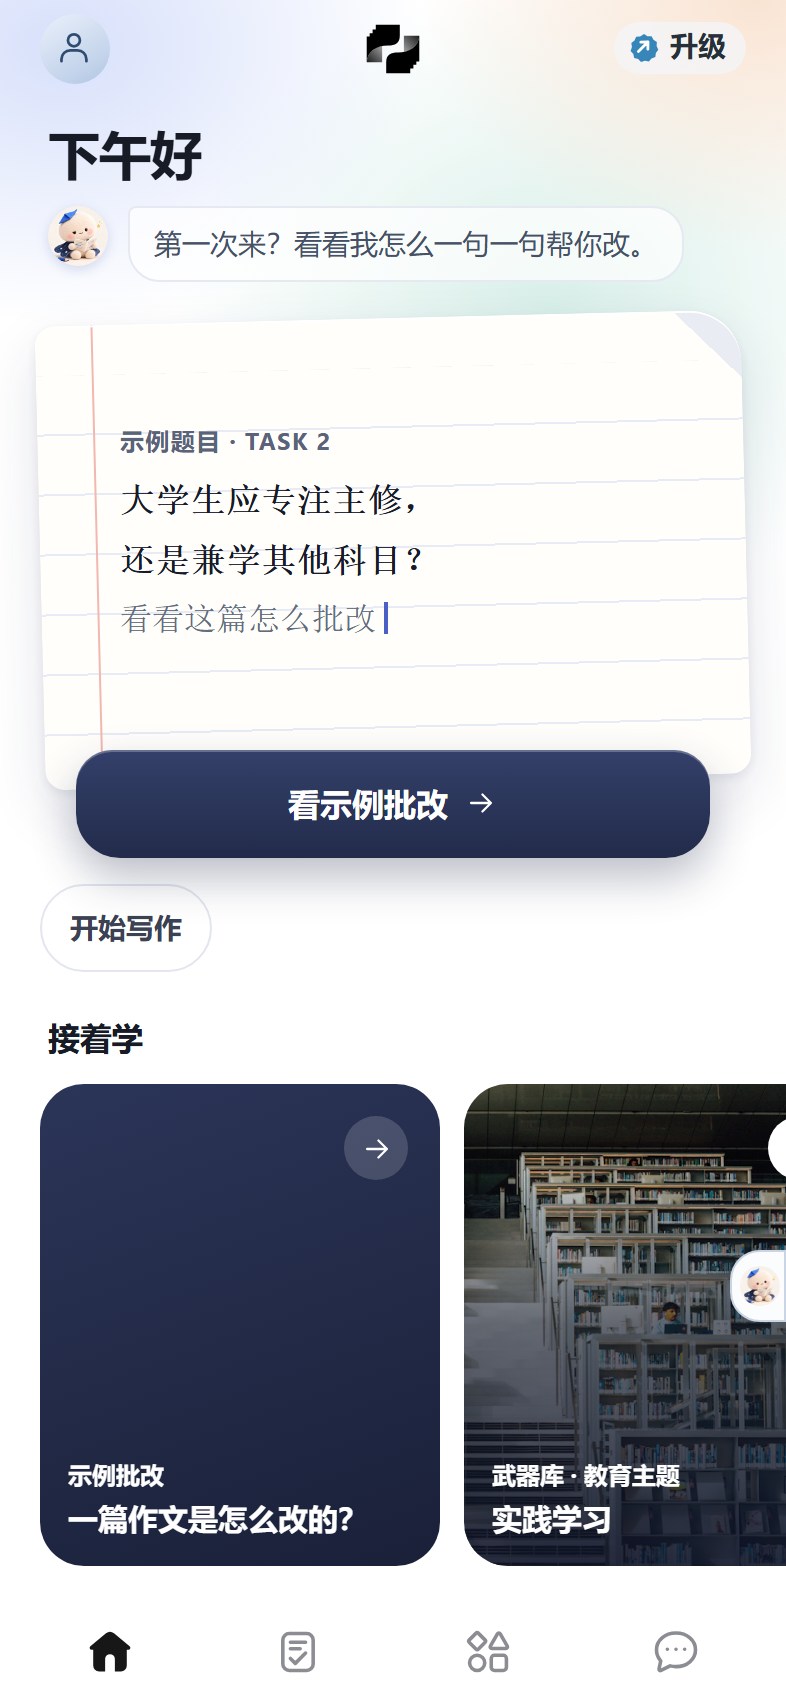 升级
下午好
第一次来？看看我怎么一句一句帮你改。
示例题目 · TASK 2
大学生应专注主修，
还是兼学其他科目？
看看这篇怎么批改
看示例批改
开始写作
接着学
示例批改
一篇作文是怎么改的？
武器库 · 教育主题
实践学习